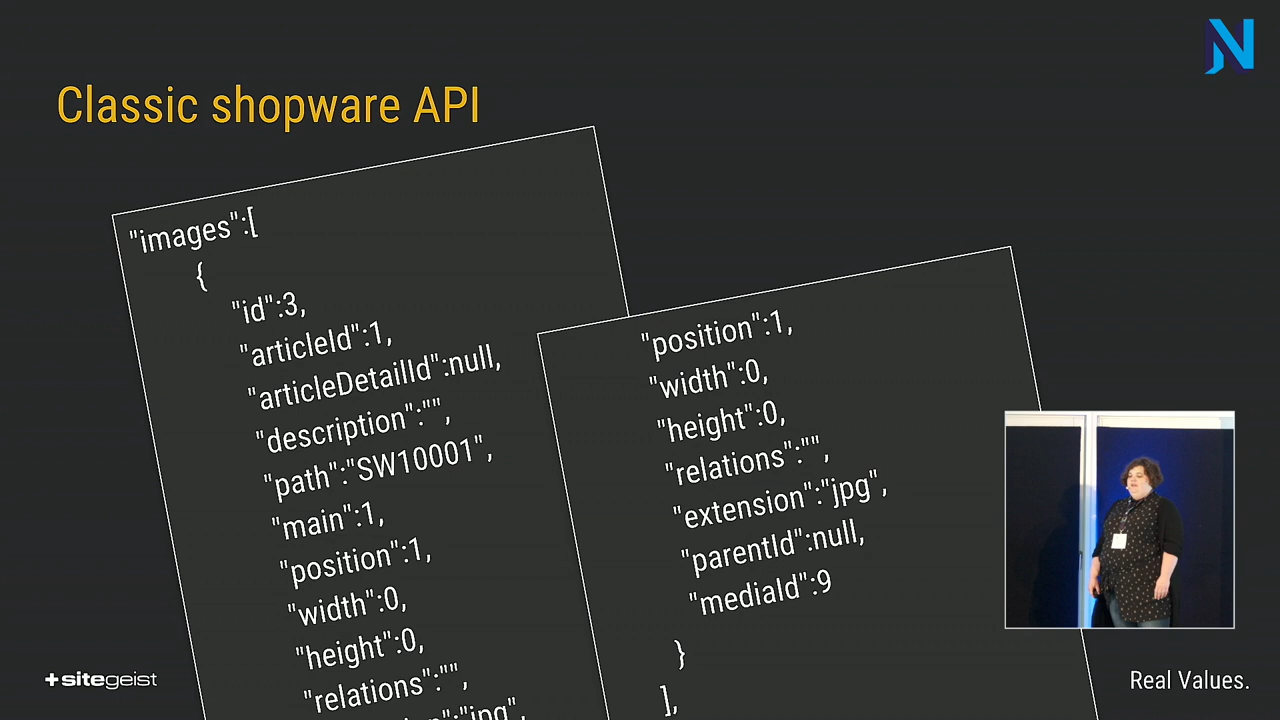 Classic shopware API
"images":[
{
"id":3,
"articleId":1,
"articleDetailId":null,
"description":"",
"path":"SW10001",
"main":1,
"position":1,
"width":0,
"height":0,
"relations":"",
"jpg",
"position":1,
"width":0,
"height":0,
"relations":"",
"extension":"jpg",
"parentId":null,
"mediaId":9
}
],
+sitegeist
Real Values.